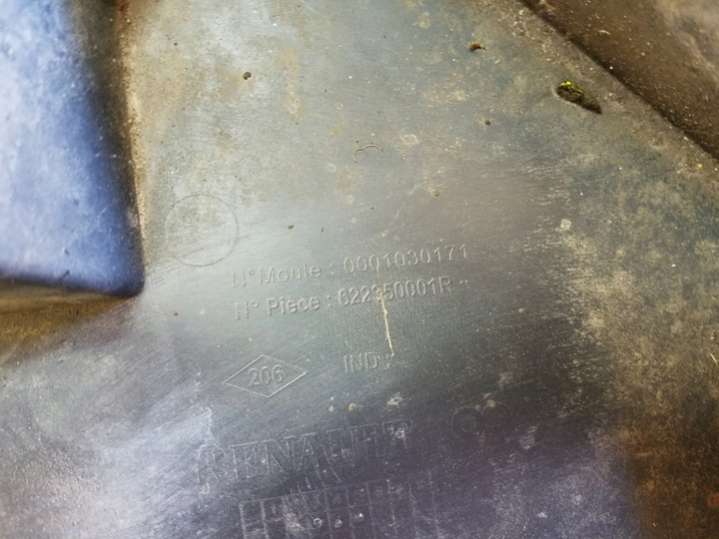 N° Moule : 0001030171
N° Pièce : 622350001R
206
IND :
RENAULT